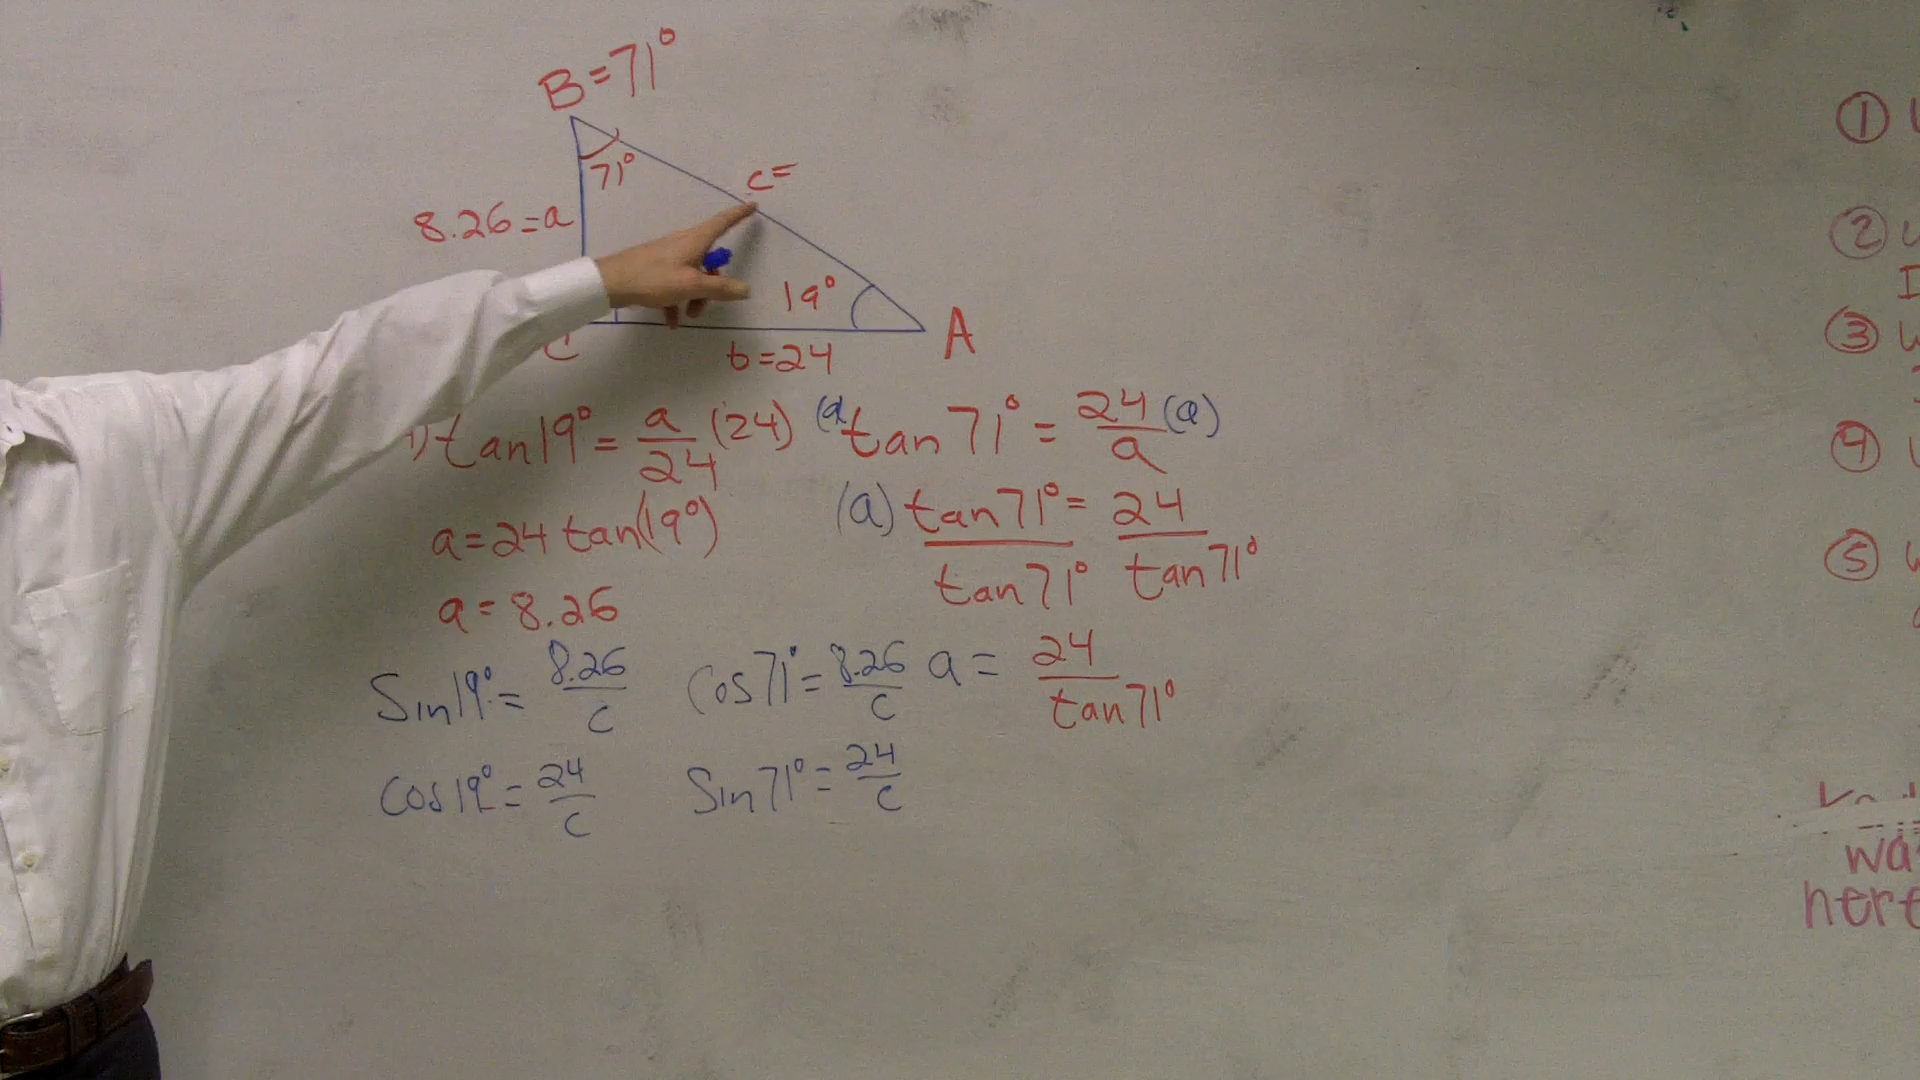 B=71°
71°
c=
8.26=a
19°
A
C
b=24
1) tan19°= a/24 (24)
(a) tan71°= 24/a (a)
a=24 tan(19°)
(a) tan71°/tan71° = 24/tan71°
a=8.26
a= 24/tan71°
Sin19°= 8.26/c
Cos71°= 8.26/c
Cos19°= 24/c
Sin71°= 24/c
①
②
I
③
④
⑤
here